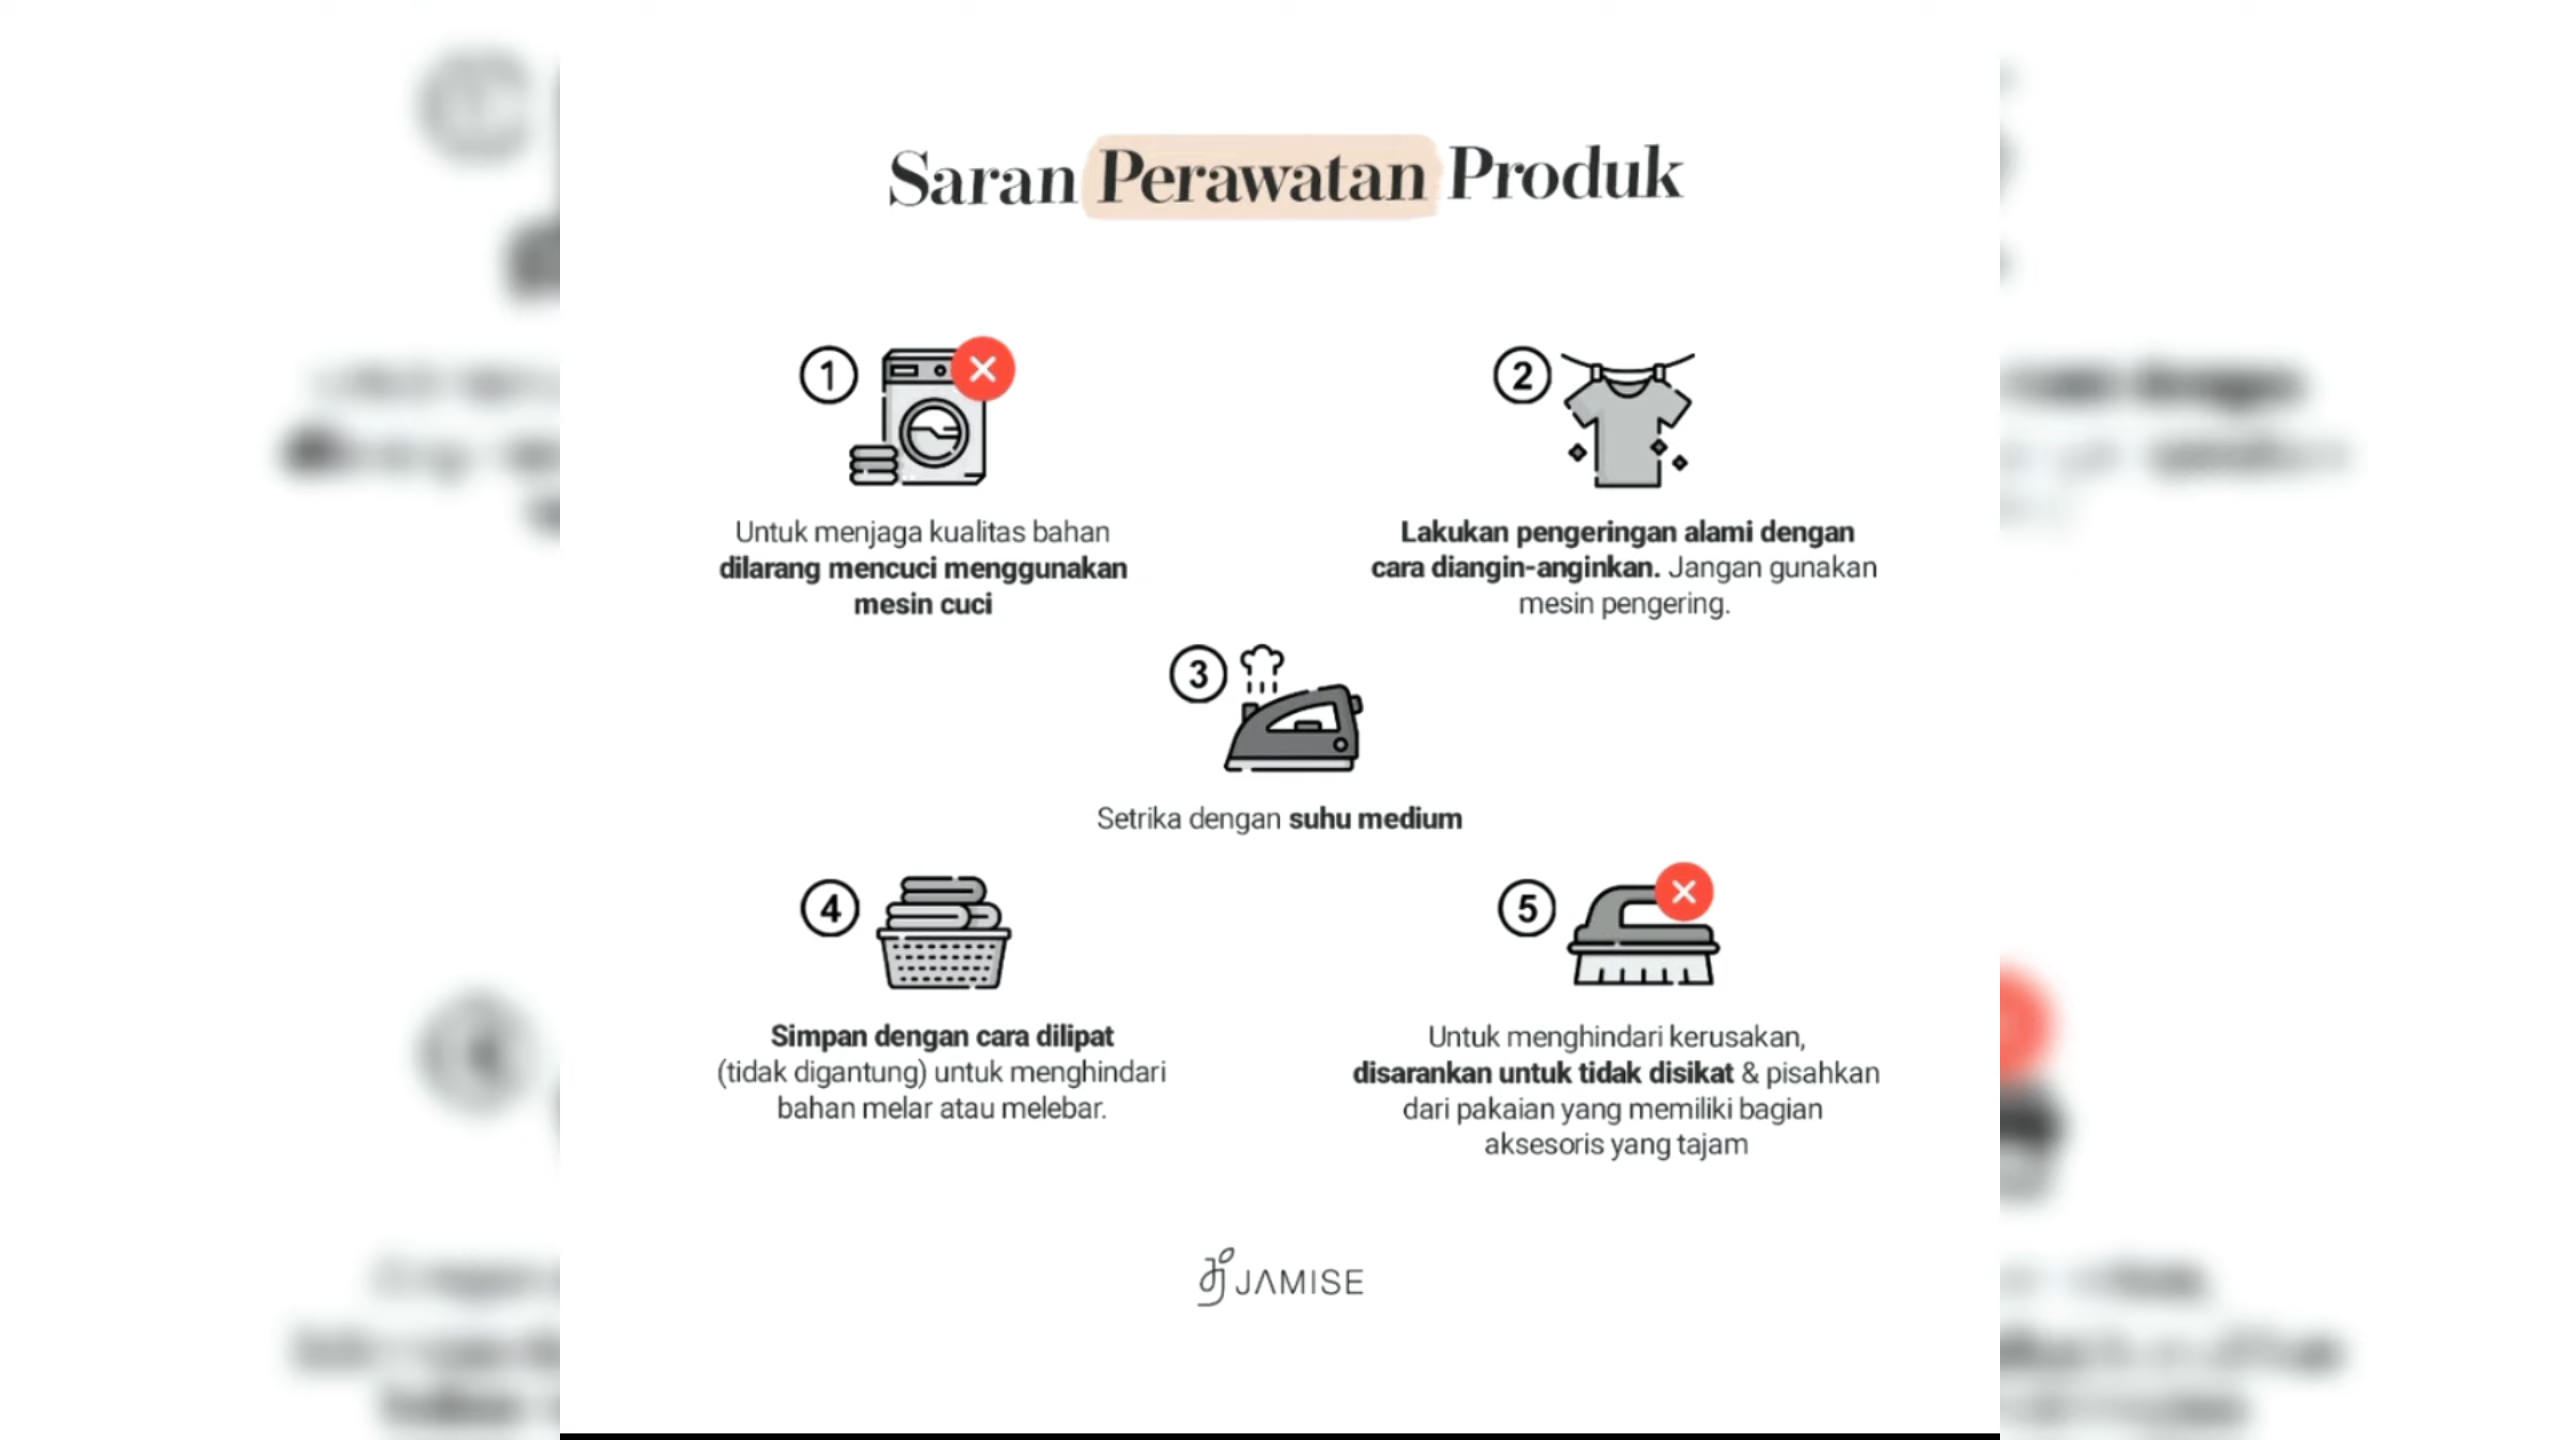 Saran Perawatan Produk
1
Untuk menjaga kualitas bahan
dilarang mencuci menggunakan
mesin cuci
2
Lakukan pengeringan alami dengan
cara diangin-anginkan. Jangan gunakan
mesin pengering.
3
Setrika dengan suhu medium
4
Simpan dengan cara dilipat
(tidak digantung) untuk menghindari
bahan melar atau melebar.
5
Untuk menghindari kerusakan,
disarankan untuk tidak disikat & pisahkan
dari pakaian yang memiliki bagian
aksesoris yang tajam
JAMISE